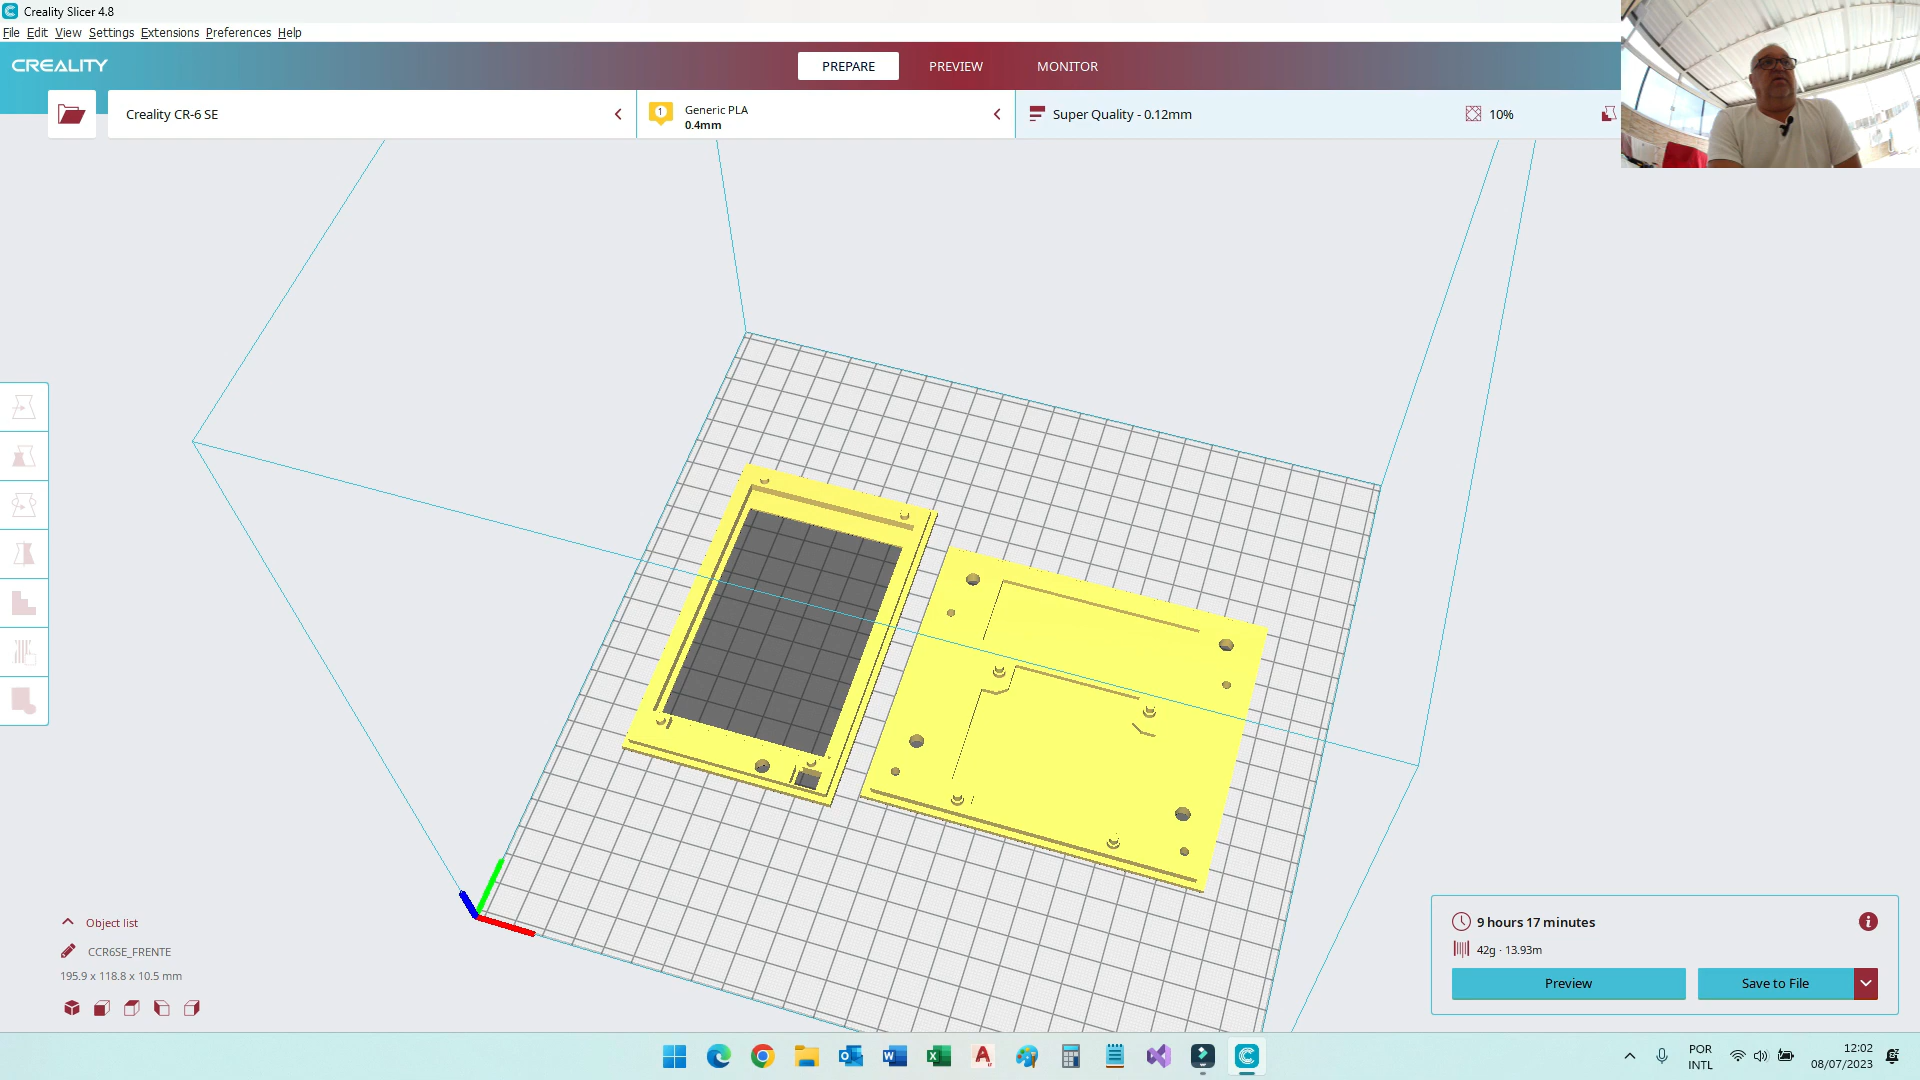 Creality Slicer 4.8
File Edit View Settings Extensions Preferences Help
CREALITY
PREPARE
PREVIEW
MONITOR
Creality CR-6 SE
1
Generic PLA
0.4mm
Super Quality - 0.12mm
10%
Object list
CCR6SE_FRENTE
195.9 x 118.8 x 10.5 mm
9 hours 17 minutes
42g · 13.93m
Preview
Save to File
POR
INTL
12:02
08/07/2023